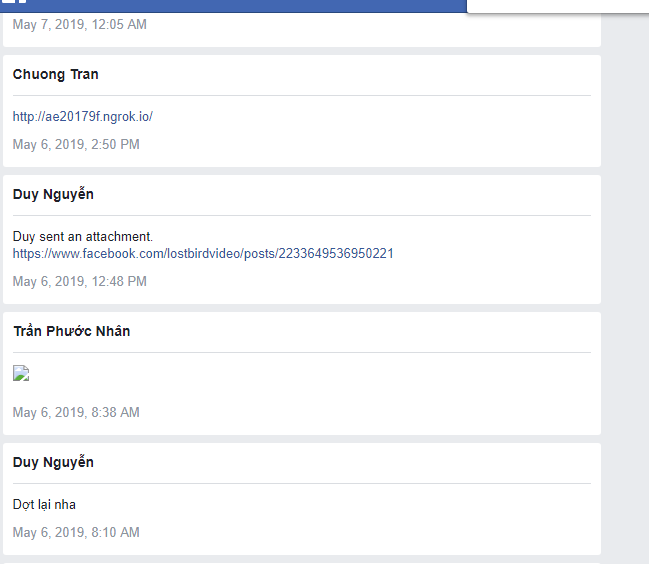 May 7, 2019, 12:05 AM
Chuong Tran
http://ae20179f.ngrok.io/
May 6, 2019, 2:50 PM
Duy Nguyễn
Duy sent an attachment.
https://www.facebook.com/lostbirdvideo/posts/2233649536950221
May 6, 2019, 12:48 PM
Trần Phước Nhân
May 6, 2019, 8:38 AM
Duy Nguyễn
Dợt lại nha
May 6, 2019, 8:10 AM